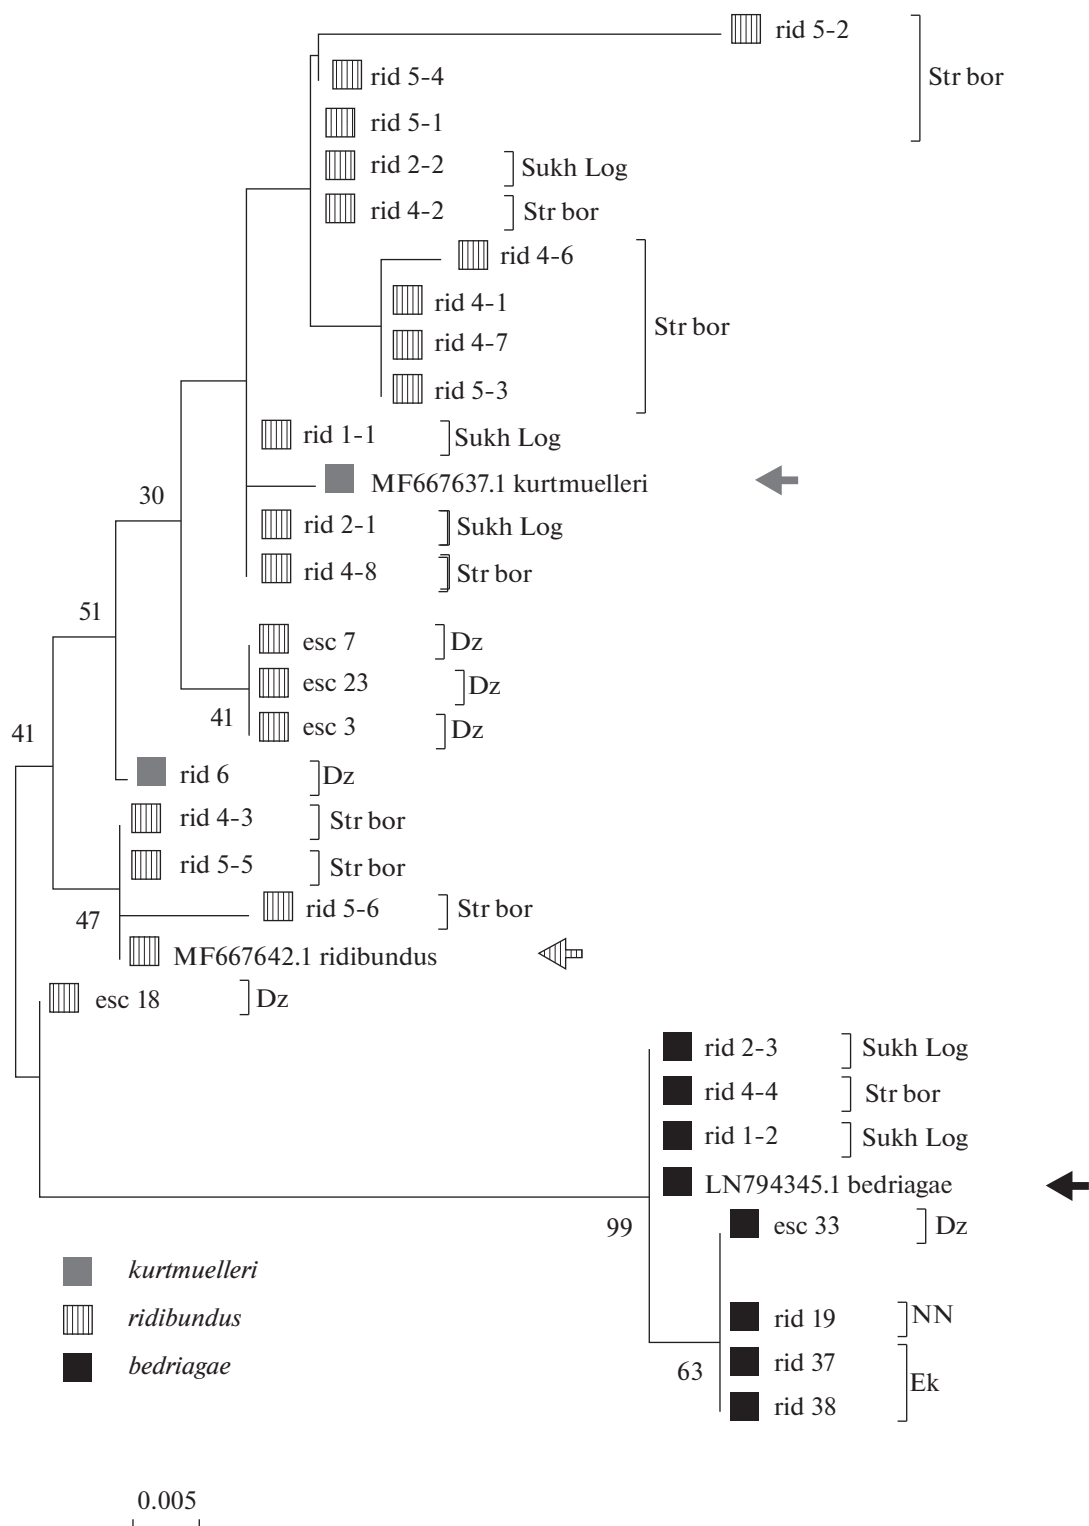 rid 5-2
rid 5-4
Str bor
rid 5-1
rid 2-2
Sukh Log
rid 4-2
Str bor
rid 4-6
rid 4-1
Str bor
rid 4-7
rid 5-3
rid 1-1
Sukh Log
MF667637.1 kurtmuelleri
30
rid 2-1
Sukh Log
rid 4-8
Str bor
51
esc 7
Dz
esc 23
Dz
41
esc 3
Dz
41
rid 6
Dz
rid 4-3
Str bor
rid 5-5
Str bor
47
rid 5-6
Str bor
MF667642.1 ridibundus
esc 18
Dz
rid 2-3
Sukh Log
rid 4-4
Str bor
rid 1-2
Sukh Log
LN794345.1 bedriagae
99
esc 33
Dz
kurtmuelleri
ridibundus
bedriagae
rid 19
NN
63
rid 37
Ek
rid 38
0.005